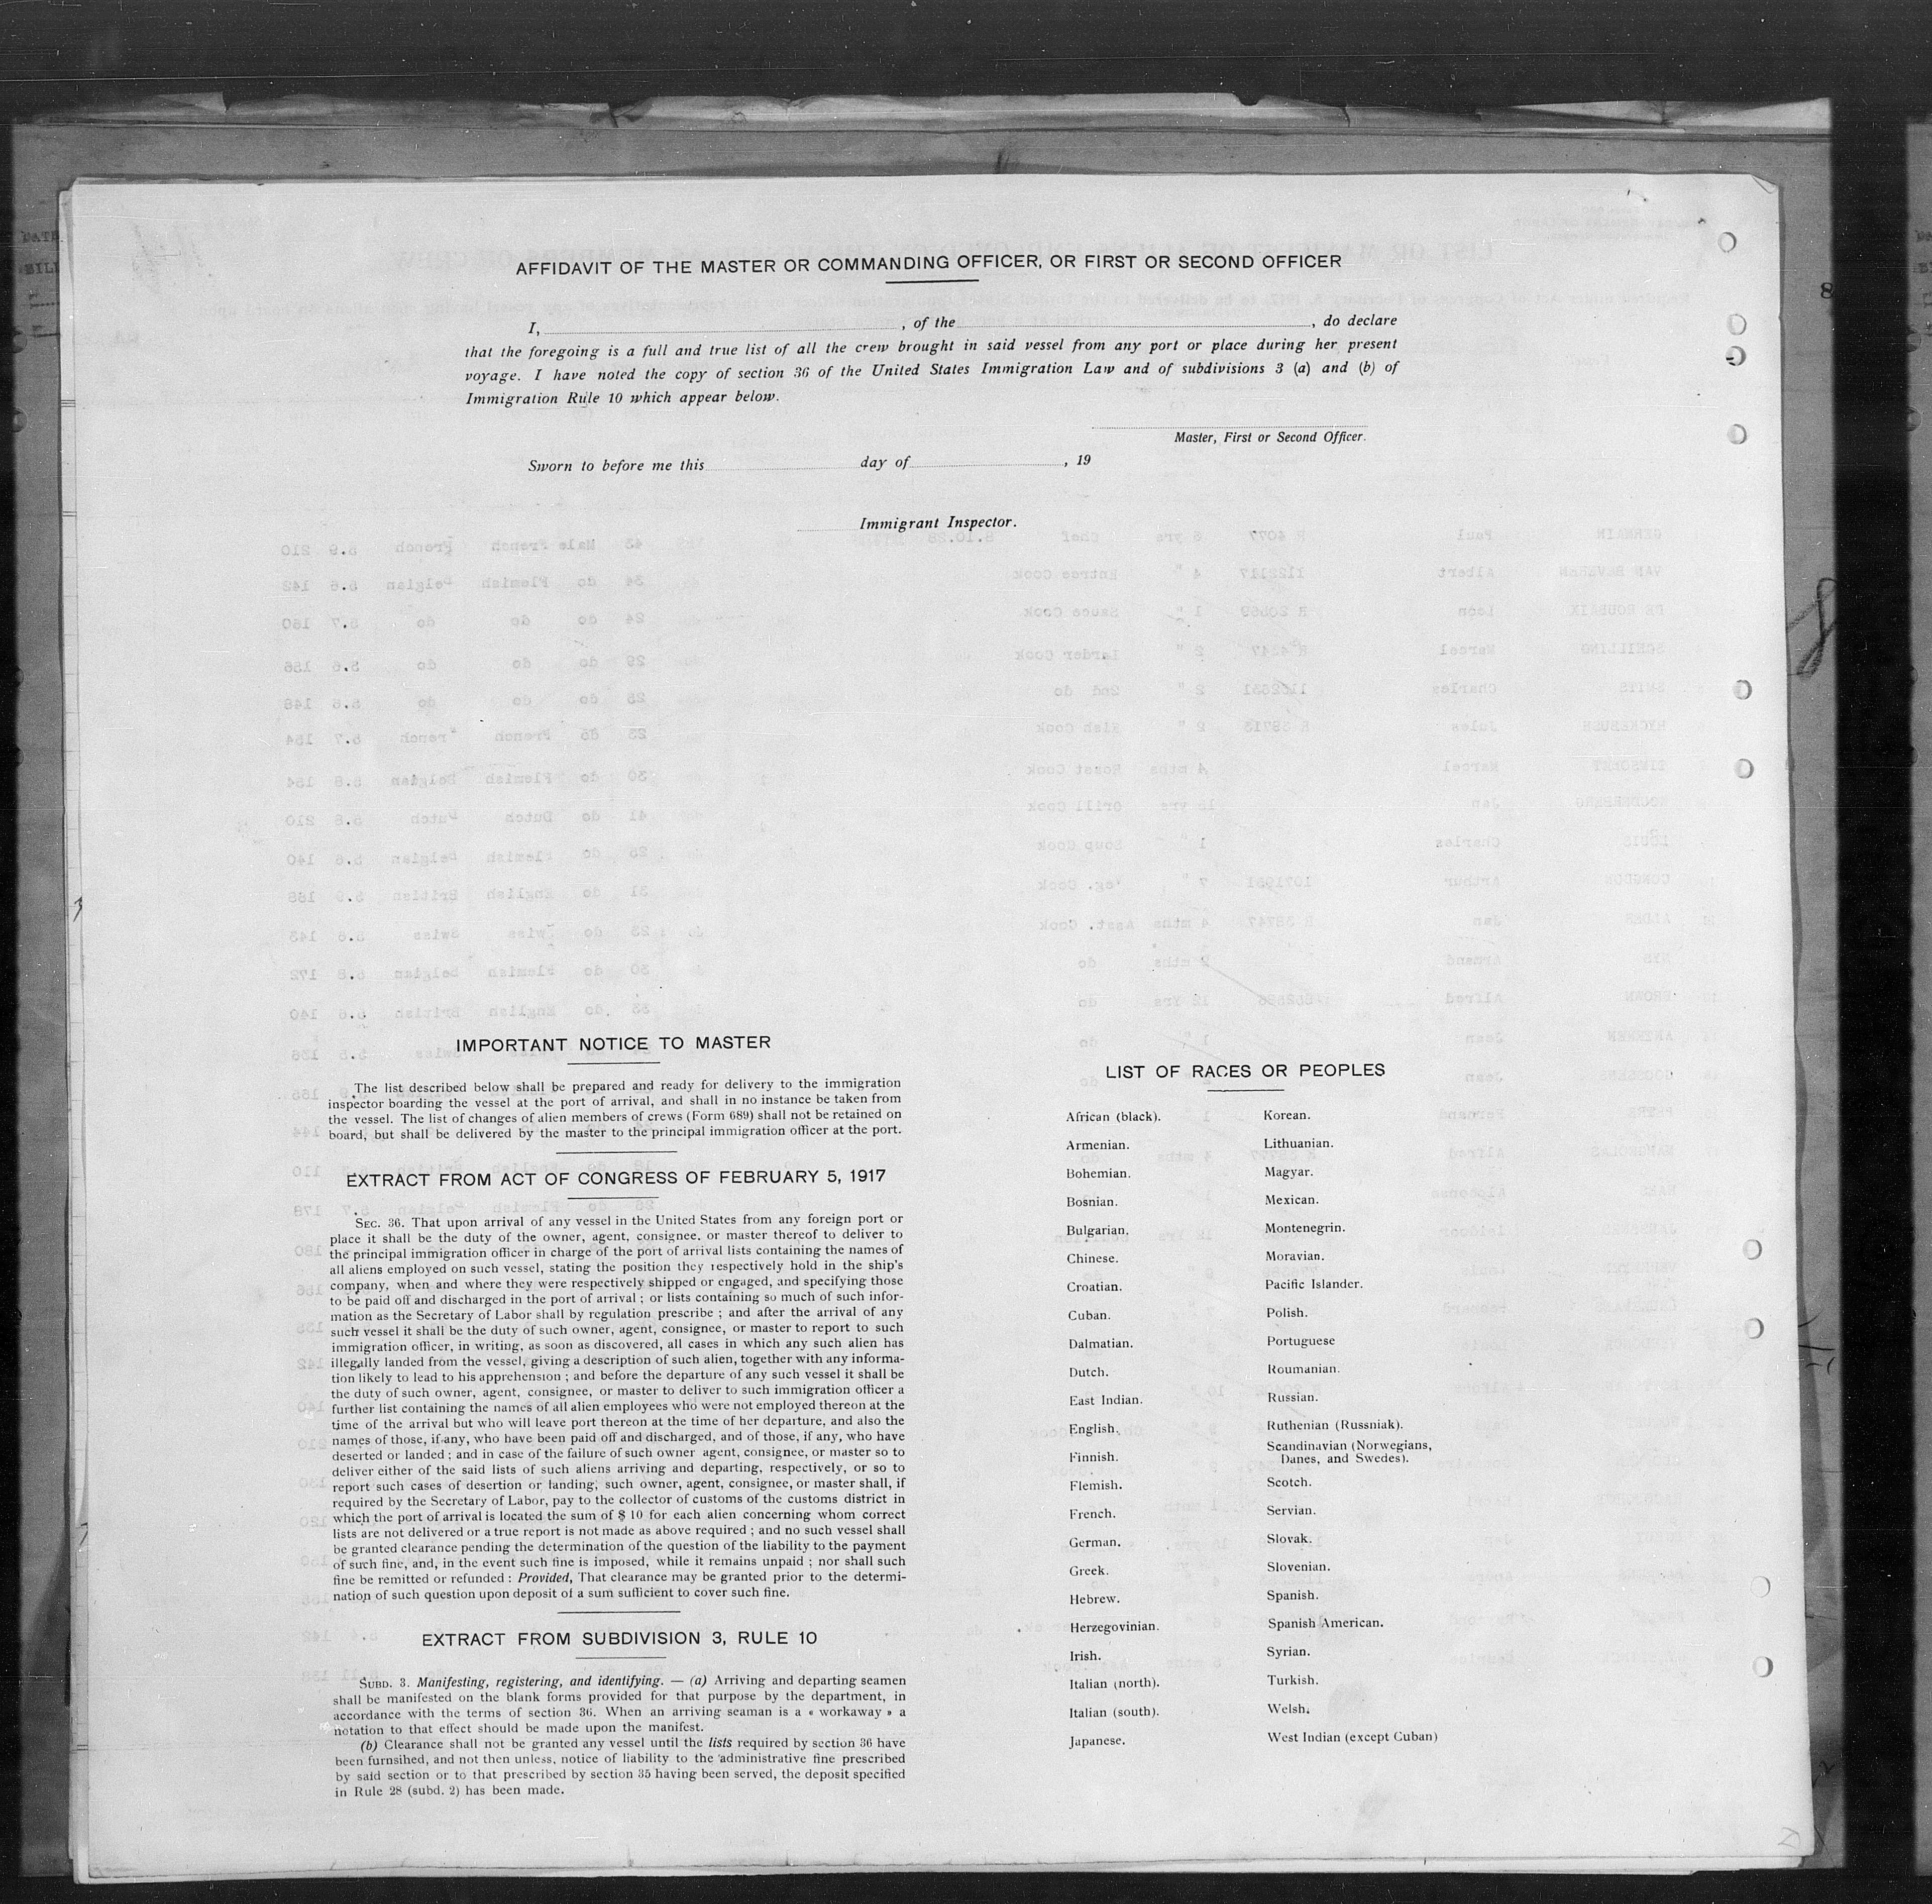 AFFIDAVIT OF THE MASTER OR COMMANDING OFFICER, OR FIRST OR SECOND OFFICER
I, , of the , do declare
that the foregoing is a full and true list of all the crew brought in said vessel from any port or place during her present
voyage. I have noted the copy of section 36 of the United States Immigration Law and of subdivisions 3 (a) and (b) of
Immigration Rule 10 which appear below.
Master, First or Second Officer.
Sworn to before me this day of , 19
Immigrant Inspector.
IMPORTANT NOTICE TO MASTER
The list described below shall be prepared and ready for delivery to the immigration
inspector boarding the vessel at the port of arrival, and shall in no instance be taken from
the vessel. The list of changes of alien members of crews (Form 689) shall not be retained on
board, but shall be delivered by the master to the principal immigration officer at the port.
EXTRACT FROM ACT OF CONGRESS OF FEBRUARY 5, 1917
SEC. 36. That upon arrival of any vessel in the United States from any foreign port or
place it shall be the duty of the owner, agent, consignee. or master thereof to deliver to
the principal immigration officer in charge of the port of arrival lists containing the names of
all aliens employed on such vessel, stating the position they respectively hold in the ship's
company, when and where they were respectively shipped or engaged, and specifying those
to be paid off and discharged in the port of arrival ; or lists containing so much of such infor-
mation as the Secretary of Labor shall by regulation prescribe ; and after the arrival of any
such vessel it shall be the duty of such owner, agent, consignee, or master to report to such
immigration officer, in writing, as soon as discovered, all cases in which any such alien has
illegally landed from the vessel, giving a description of such alien, together with any informa-
tion likely to lead to his apprehension ; and before the departure of any such vessel it shall be
the duty of such owner, agent, consignee, or master to deliver to such immigration officer a
further list containing the names of all alien employees who were not employed thereon at the
time of the arrival but who will leave port thereon at the time of her departure, and also the
names of those, if any, who have been paid off and discharged, and of those, if any, who have
deserted or landed ; and in case of the failure of such owner agent, consignee, or master so to
deliver either of the said lists of such aliens arriving and departing, respectively, or so to
report such cases of desertion or landing, such owner, agent, consignee, or master shall, if
required by the Secretary of Labor, pay to the collector of customs of the customs district in
which the port of arrival is located the sum of $ 10 for each alien concerning whom correct
lists are not delivered or a true report is not made as above required ; and no such vessel shall
be granted clearance pending the determination of the question of the liability to the payment
of such fine, and, in the event such fine is imposed, while it remains unpaid ; nor shall such
fine be remitted or refunded : Provided, That clearance may be granted prior to the determi-
nation of such question upon deposit of a sum sufficient to cover such fine.
EXTRACT FROM SUBDIVISION 3, RULE 10
SUBD. 3. Manifesting, registering, and identifying. — (a) Arriving and departing seamen
shall be manifested on the blank forms provided for that purpose by the department, in
accordance with the terms of section 36. When an arriving seaman is a « workaway » a
notation to that effect should be made upon the manifest.
(b) Clearance shall not be granted any vessel until the lists required by section 36 have
been furnsihed, and not then unless, notice of liability to the administrative fine prescribed
by said section or to that prescribed by section 35 having been served, the deposit specified
in Rule 28 (subd. 2) has been made.
LIST OF RACES OR PEOPLES
African (black).
Armenian.
Bohemian.
Bosnian.
Bulgarian.
Chinese.
Croatian.
Cuban.
Dalmatian.
Dutch.
East Indian.
English.
Finnish.
Flemish.
French.
German.
Greek.
Hebrew.
Herzegovinian.
Irish.
Italian (north).
Italian (south).
Japanese.
Korean.
Lithuanian.
Magyar.
Mexican.
Montenegrin.
Moravian.
Pacific Islander.
Polish.
Portuguese
Roumanian.
Russian.
Ruthenian (Russniak).
Scandinavian (Norwegians,
Danes, and Swedes).
Scotch.
Servian.
Slovak.
Slovenian.
Spanish.
Spanish American.
Syrian.
Turkish.
Welsh.
West Indian (except Cuban)